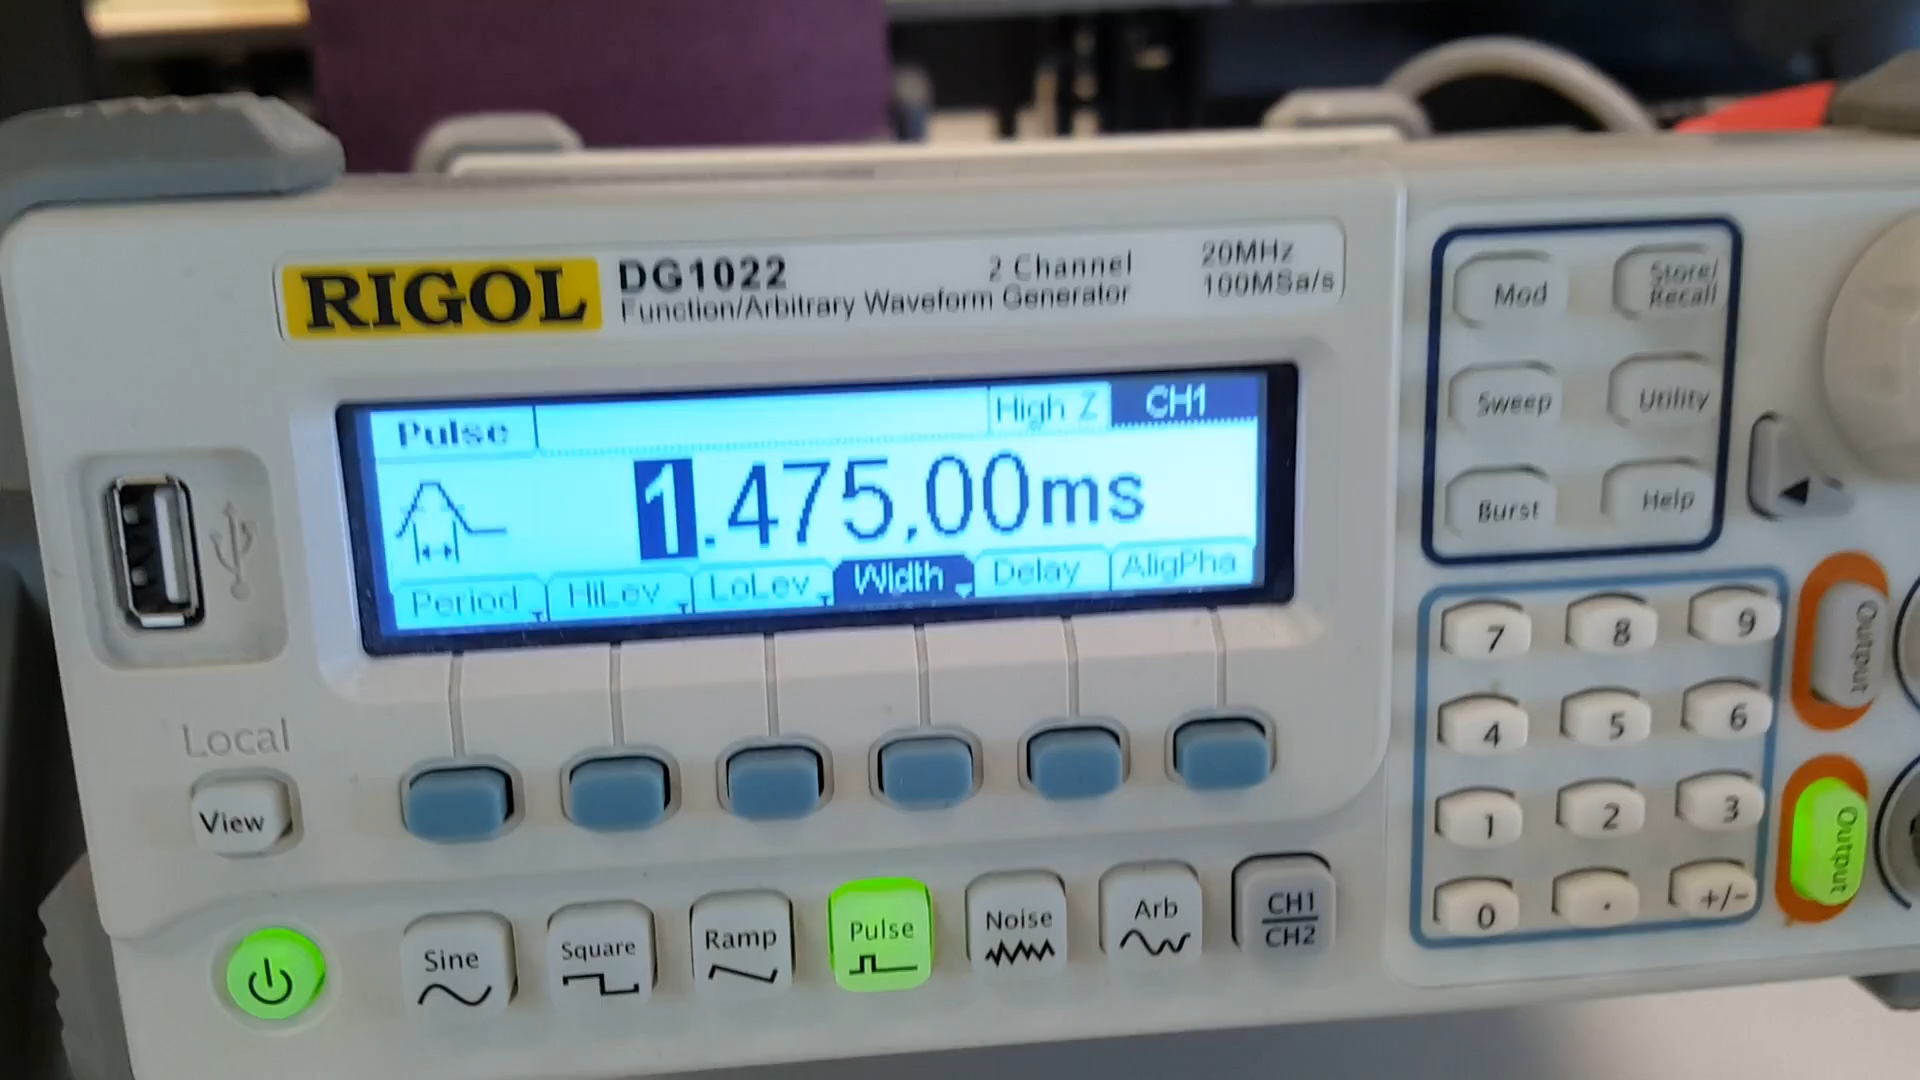 RIGOL
DG1022 2 Channel 20MHz
Function/Arbitrary Waveform Generator 100MSa/s
Pulse High Z CH1
1.475,00ms
Period HiLev LoLev Width Delay AligPha
Local
View
Sine Square Ramp Pulse Noise Arb CH1
CH2
Mod Store/
Recall
Sweep Utility
Burst Help
7 8 9
4 5 6
1 2 3
0 . +/-
Output
Output